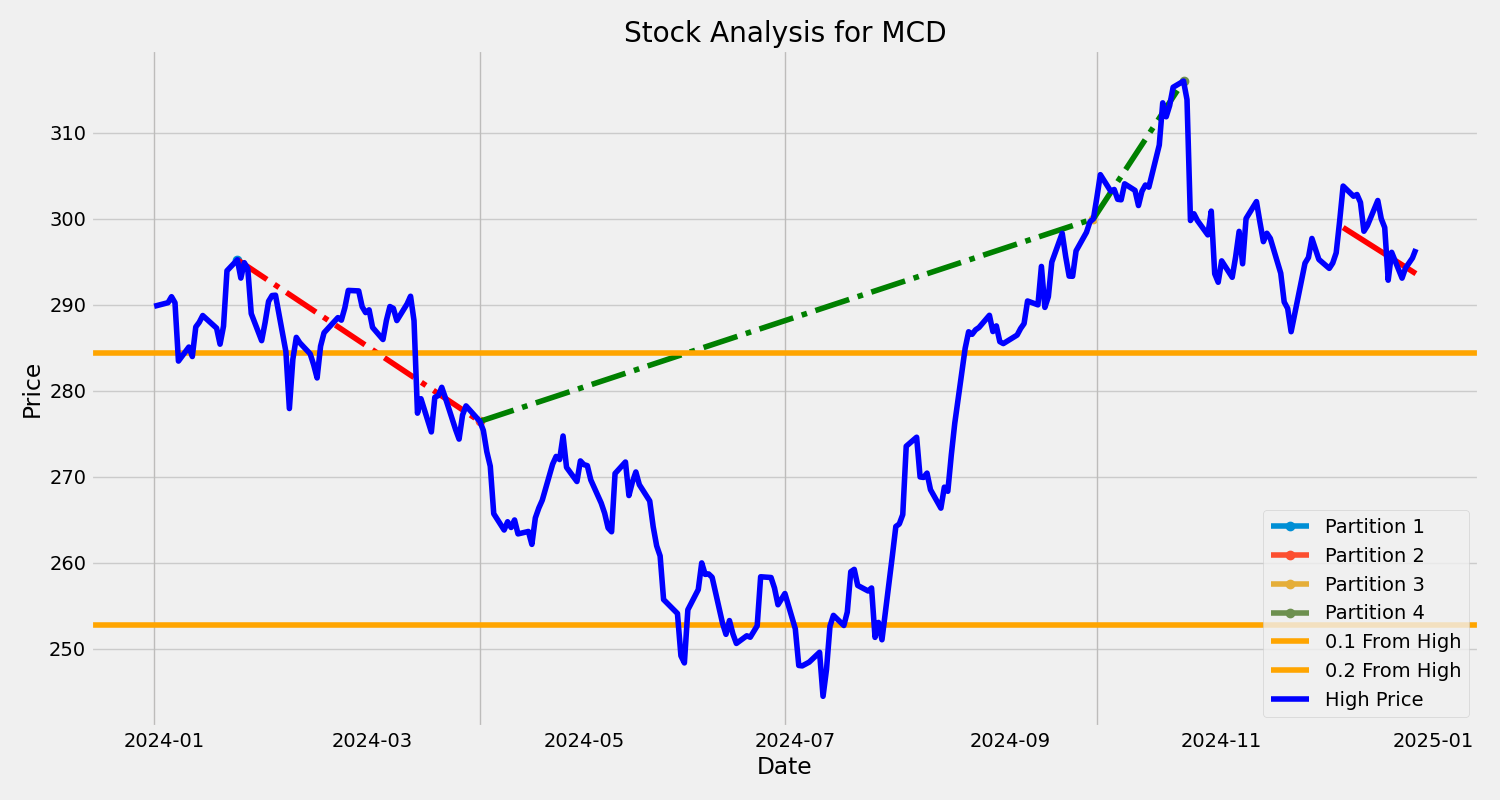 Stock Analysis for MCD
Price
310
300
290
280
270
260
250
Partition 1
Partition 2
Partition 3
Partition 4
0.1 From High
0.2 From High
High Price
2024-01
2024-03
2024-05
2024-07
2024-09
2024-11
2025-01
Date